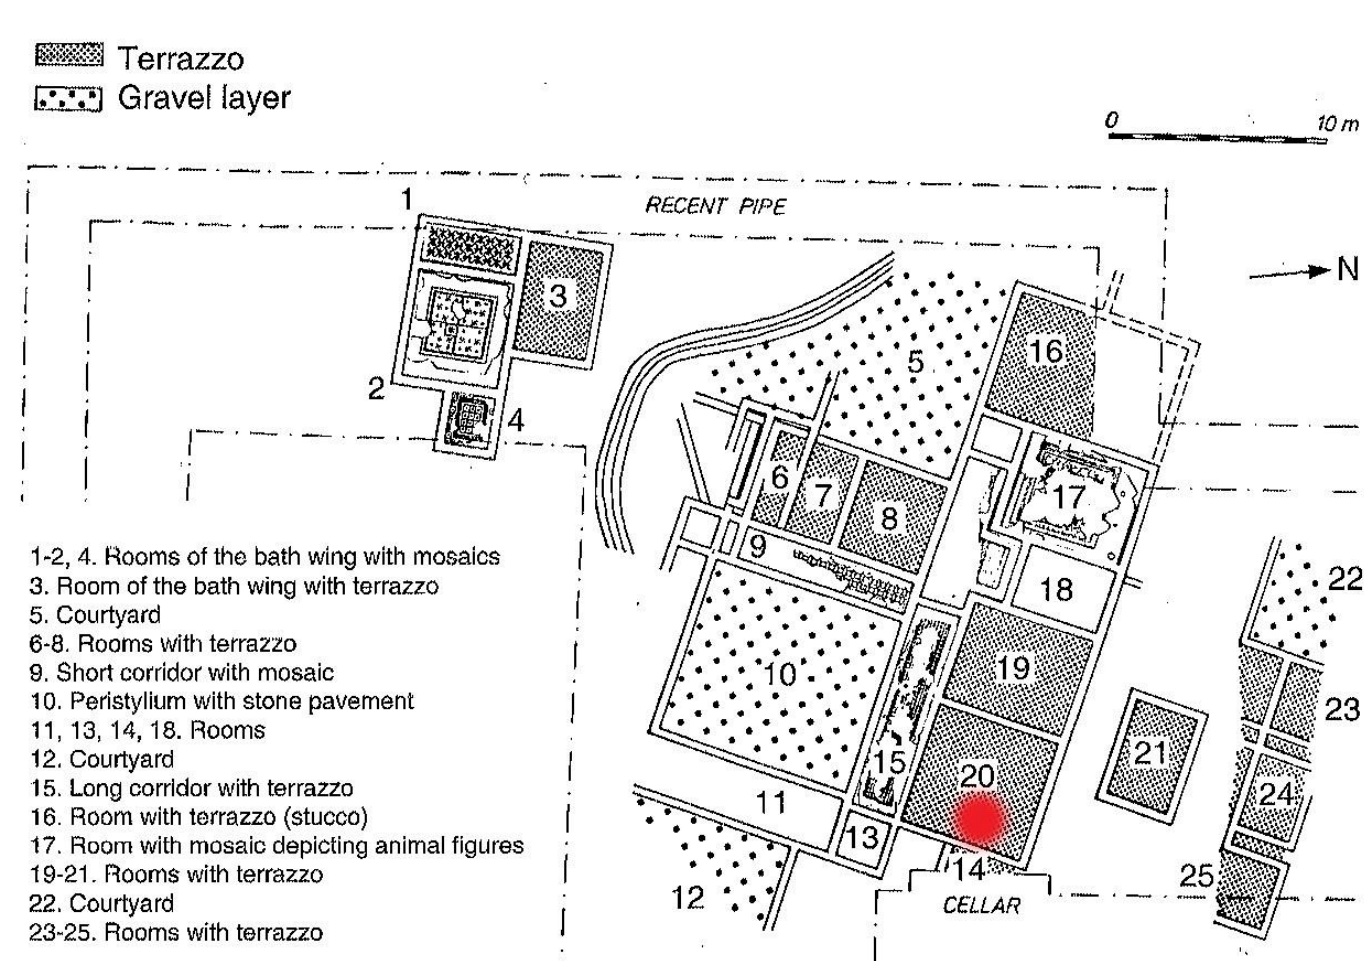 Terrazzo
Gravel layer
0 10 m
RECENT PIPE
N
1
3
2
4
5
16
6
7
8
17
9
18
22
10
19
23
15
20
21
24
11
13
14
25
12
CELLAR
1-2, 4. Rooms of the bath wing with mosaics
3. Room of the bath wing with terrazzo
5. Courtyard
6-8. Rooms with terrazzo
9. Short corridor with mosaic
10. Peristylium with stone pavement
11, 13, 14, 18. Rooms
12. Courtyard
15. Long corridor with terrazzo
16. Room with terrazzo (stucco)
17. Room with mosaic depicting animal figures
19-21. Rooms with terrazzo
22. Courtyard
23-25. Rooms with terrazzo